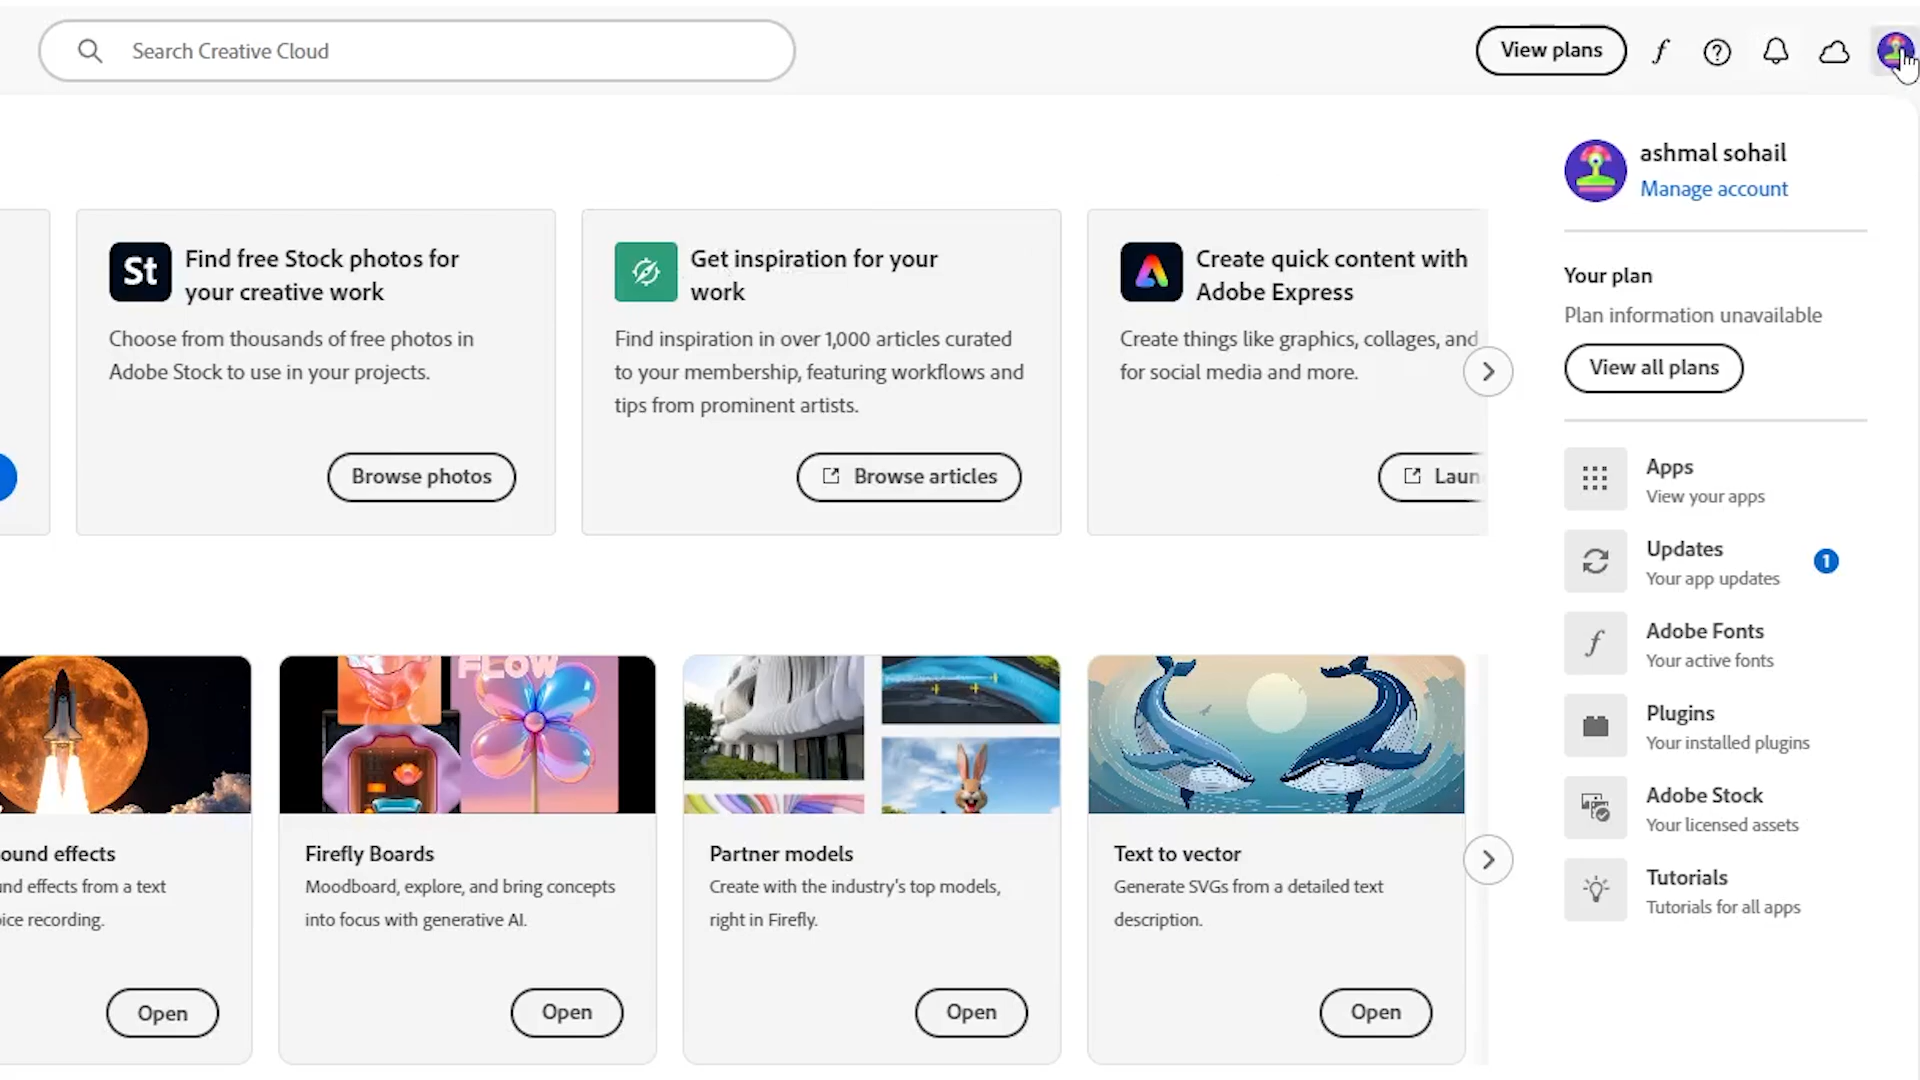 Search Creative Cloud
View plans
ashmal sohail
Manage account
Your plan
Plan information unavailable
View all plans
St
Find free Stock photos for
your creative work
Choose from thousands of free photos in
Adobe Stock to use in your projects.
Browse photos
Get inspiration for your
work
Find inspiration in over 1,000 articles curated
to your membership, featuring workflows and
tips from prominent artists.
Browse articles
Create quick content with
Adobe Express
Create things like graphics, collages, and
for social media and more.
Laun
Apps
View your apps
Updates
Your app updates
1
Adobe Fonts
Your active fonts
Plugins
Your installed plugins
Adobe Stock
Your licensed assets
Tutorials
Tutorials for all apps
ound effects
und effects from a text
oice recording.
Open
FLOW
Firefly Boards
Moodboard, explore, and bring concepts
into focus with generative AI.
Open
Partner models
Create with the industry's top models,
right in Firefly.
Open
Text to vector
Generate SVGs from a detailed text
description.
Open